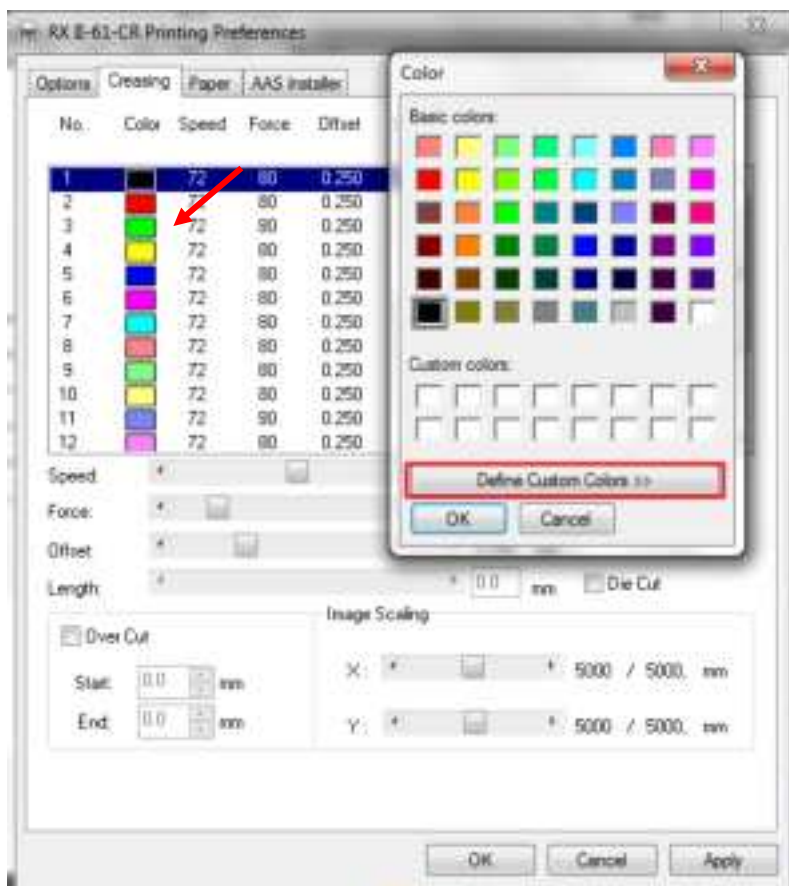 RX II-61-CR Printing Preferences
Options Creasing Paper AAS installer
No. Color Speed Force Offset
1 72 80 0.250
2 72 0.250
3 72 80 0.250
4 72 80 0.250
5 72 80 0.250
6 72 80 0.250
7 72 80 0.250
8 72 80 0.250
9 72 80 0.250
10 72 80 0.250
11 72 80 0.250
12 72 80 0.250
Speed:
Force:
Offset:
Length: 0.0 mm Die Cut
Over Cut
Start: 0.0 mm
End: 0.0 mm
Image Scaling
X: 5000 / 5000, mm
Y: 5000 / 5000, mm
OK Cancel Apply
Color
Basic colors:
Custom colors:
Define Custom Colors >>
OK Cancel